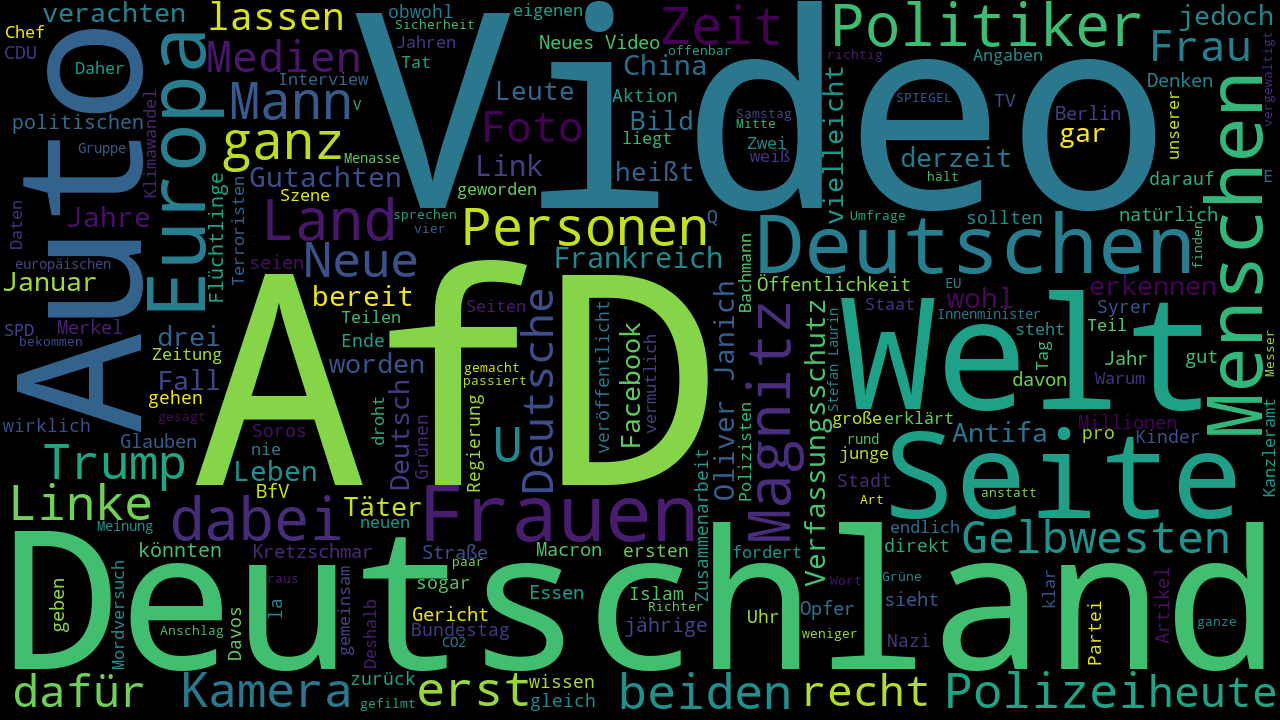 verachten
lassen
Video
obwohl
eigenen
Zeit
Politiker
jedoch
Chef
CDU
Daher
Auto
Europa
Medien
Sicherheit
Jahren
Tat
Neues Video
offenbar
China
richtig
Angaben
Frau
Interview
V
Leute
Aktion
SPIEGEL
TV
Denken
vergewaltigt
politischen
Klimawandel
Mann
Foto
Bild
Samstag
Mitte
Berlin
gar
unserer
Menschen
Gruppe
ganz
Menasse
Link
liegt
Zwei
weiß
vielleicht
derzeit
Gutachten
heißt
hält
darauf
E
Szene
geworden
Flüchtlinge
Terroristen
Daten
Jahre
Land
sprechen
vier
Personen
Q
Umfrage
sollten
natürlich
Deutschen
finden
europäischen
seien
Neue
Frankreich
Bachmann
Januar
bereit
Seiten
Öffentlichkeit
EU
wohl
erkennen
AfD
Welt
Staat
Syrer
SPD
Merkel
bekommen
drei
Teilen
Innenminister
steht
Teil
Zeitung
Ende
Deutsche
veröffentlicht
Facebook
vermutlich
Oliver Janich
Magnitz
Verfassungsschutz
Stefan Laurin
Tag
Jahr
gut
Messer
Fall
worden
gemacht
passiert
davon
Warum
gehen
gesagt
droht
Deutsch
Grünen
Regierung
wirklich
Glauben
Soros
nie
U
große
erklärt
Millionen
Antifa
pro
Kinder
Kanzleramt
Trump
Leben
rund
junge
Seite
BfV
Polizisten
Zusammenarbeit
Stadt
Linke
Täter
Art
anstatt
Meinung
dabei
neuen
Frauen
endlich
Gelbwesten
Deutschland
könnten
Kretzschmar
Straße
paar
Macron
ersten
fordert
direkt
geben
Mordversuch
raus
sogar
Essen
Islam
Wort
Grüne
klar
Artikel
Davos
la
gemeinsam
Deshalb
Gericht
Richter
Uhr
Opfer
sieht
Partei
Anschlag
Bundestag
CO2
jährige
weniger
Nazi
ganze
dafür
Kamera
zurück
gefilmt
erst
wissen
gleich
beiden
recht
Polizei
heute